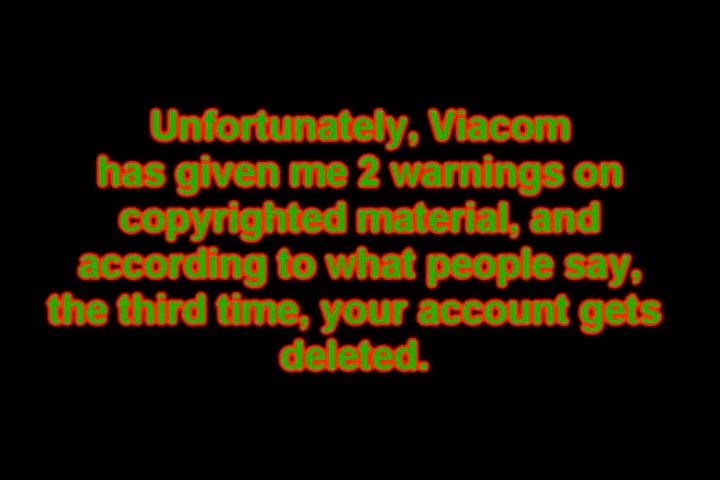 Unfortunately, Viacom
has given me 2 warnings on
copyrighted material, and
according to what people say,
the third time, your account gets
deleted.